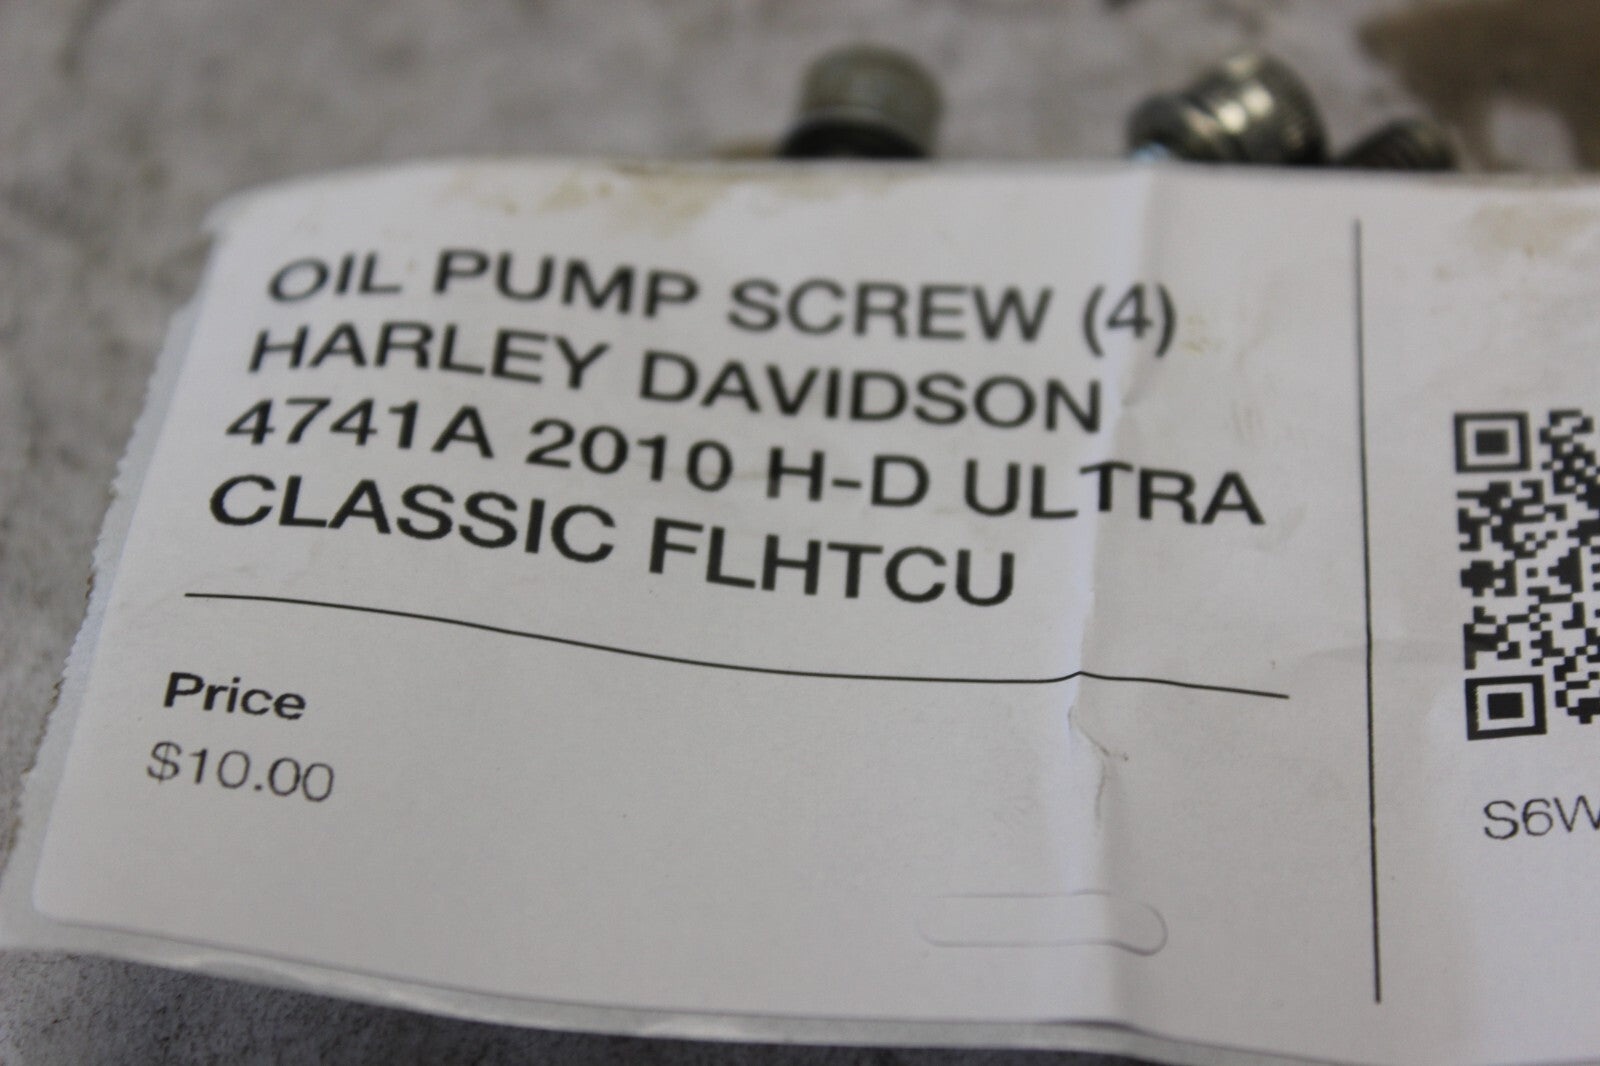 OIL PUMP SCREW (4)
HARLEY DAVIDSON
4741A 2010 H-D ULTRA
CLASSIC FLHTCU
Price
$10.00
S6W